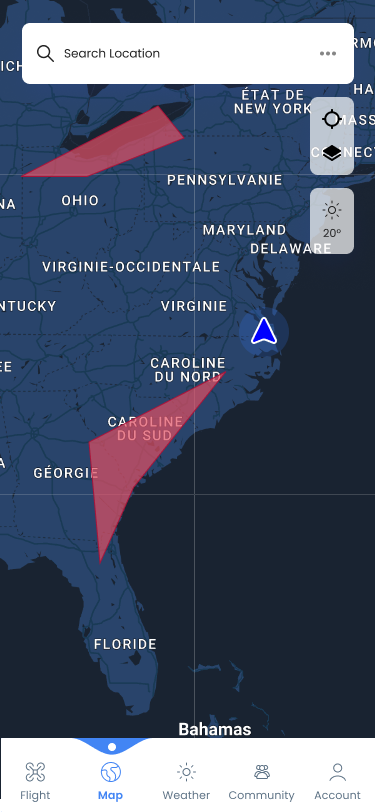 Search Location
RMO
ICH
HA
ÉTAT DE
NEW YORK
MASS
CONNECT
PENNSYLVANIE
NA
OHIO
20°
MARYLAND
DELAWARE
VIRGINIE-OCCIDENTALE
NTUCKY
VIRGINIE
EE
CAROLINE
DU NORD
CAROLINE
DU SUD
A
GÉORGIE
FLORIDE
Bahamas
Flight
Map
Weather
Community
Account